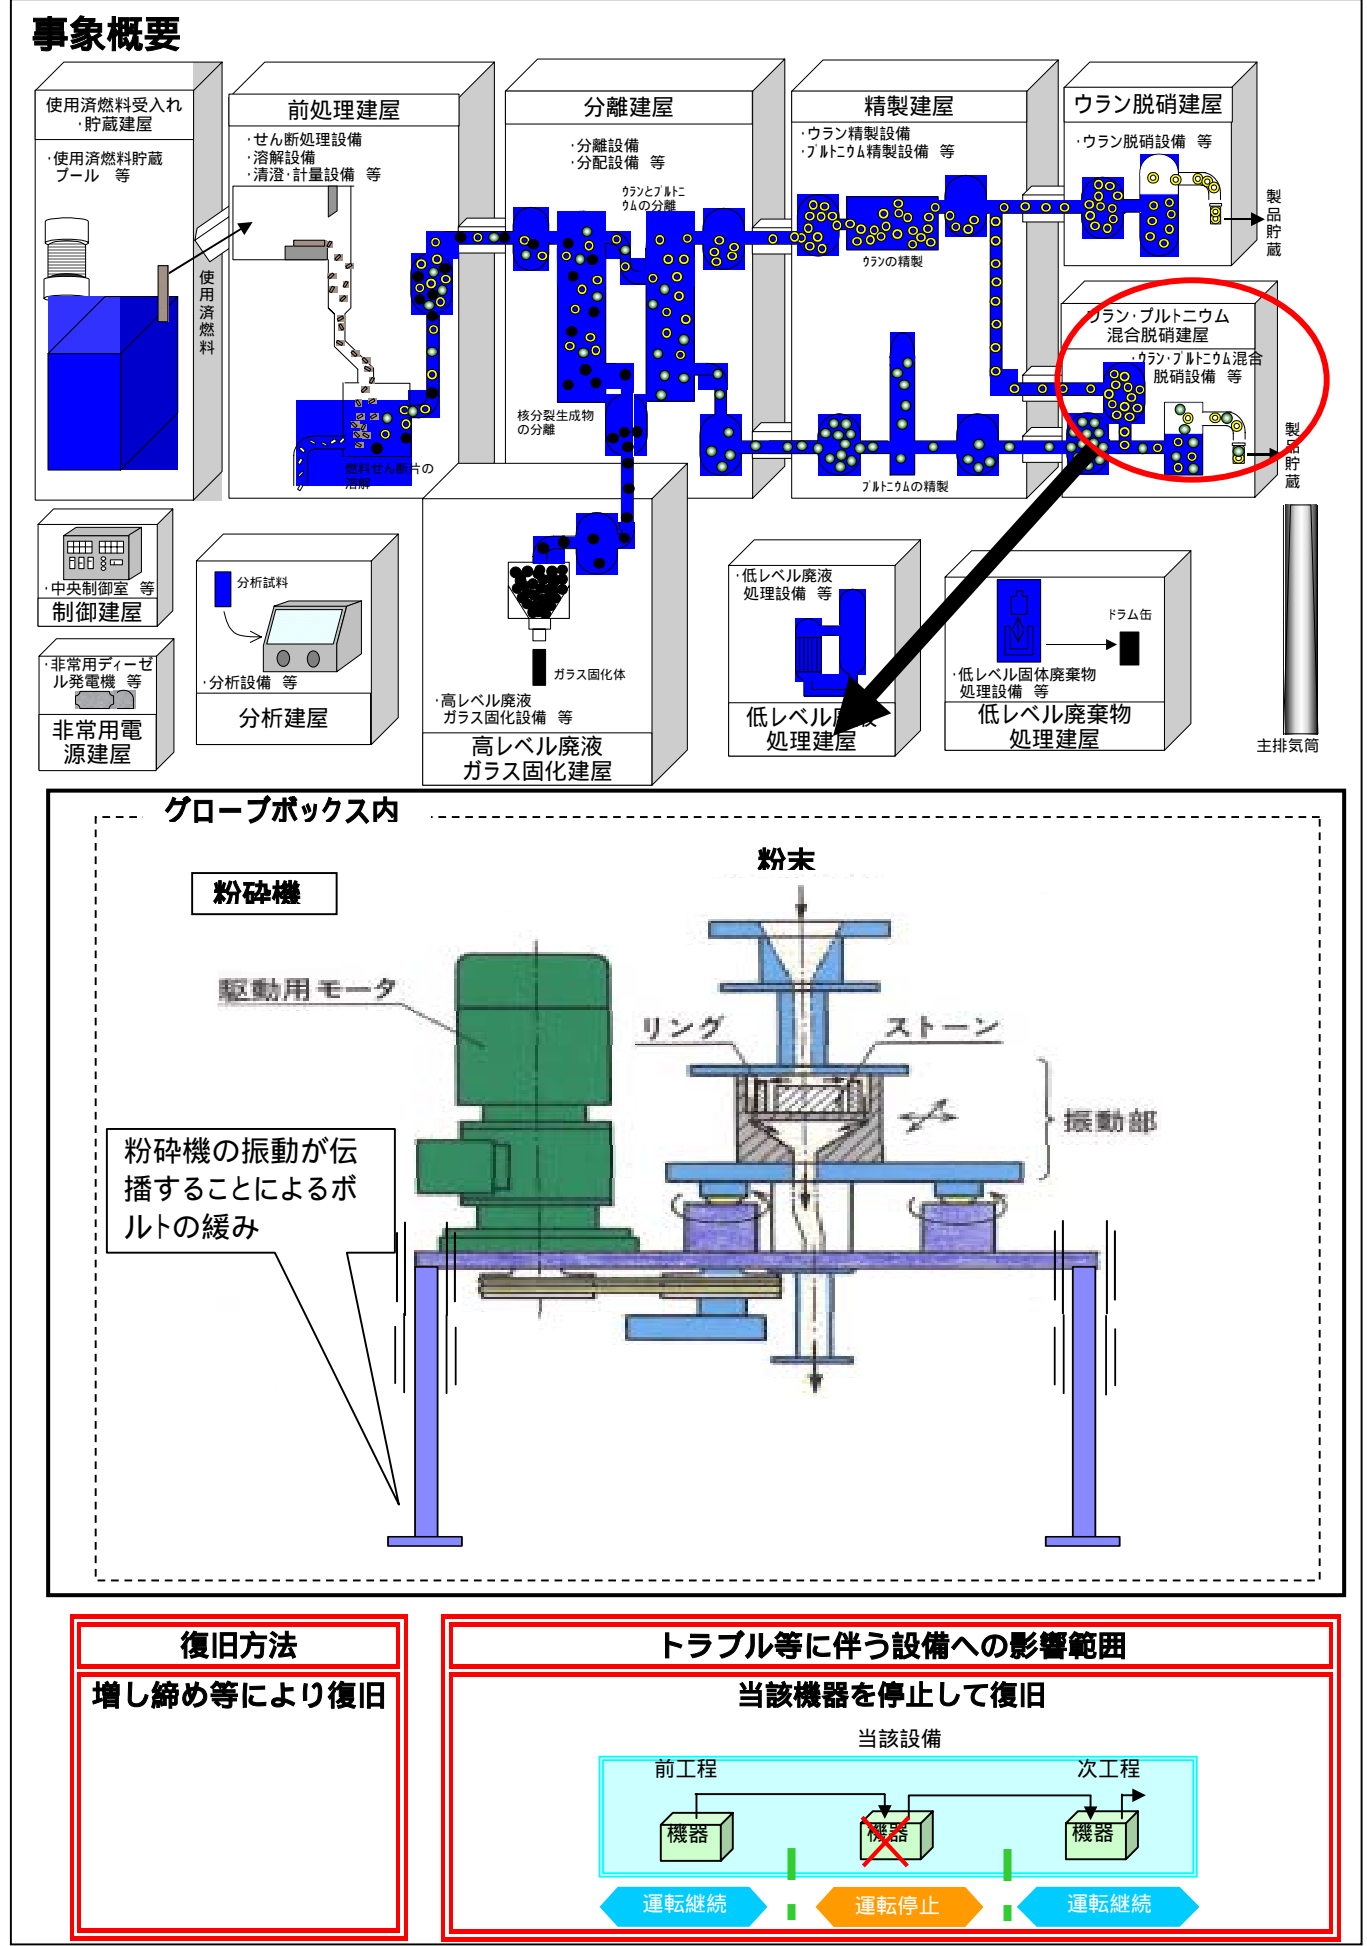 事象概要
使用済燃料受入れ
・貯蔵建屋
・使用済燃料貯蔵
プール　等
使用済燃料
前処理建屋
・せん断処理設備
・溶解設備
・清澄・計量設備　等
燃料せん断片の
溶解
分離建屋
・分離設備
・分配設備　等
ウランとプルトニ
ウムの分離
核分裂生成物
の分離
精製建屋
・ウラン精製設備
・プルトニウム精製設備　等
ウランの精製
プルトニウムの精製
ウラン脱硝建屋
・ウラン脱硝設備　等
製品貯蔵
ウラン・プルトニウム
混合脱硝建屋
・ウラン・プルトニウム混合
脱硝設備　等
製品貯蔵
・中央制御室　等
制御建屋
・非常用ディーゼ
ル発電機　等
非常用電
源建屋
分析試料
・分析設備　等
分析建屋
ガラス固化体
・高レベル廃液
ガラス固化設備　等
高レベル廃液
ガラス固化建屋
・低レベル廃液
処理設備　等
低レベル廃液
処理建屋
ドラム缶
・低レベル固体廃棄物
処理設備　等
低レベル廃棄物
処理建屋
主排気筒
グローブボックス内
粉末
粉砕機
駆動用モータ
リング
ストーン
振動部
粉砕機の振動が伝
播することによるボ
ルトの緩み
復旧方法
増し締め等により復旧
トラブル等に伴う設備への影響範囲
当該機器を停止して復旧
当該設備
前工程
次工程
機器
機器
機器
運転継続
運転停止
運転継続